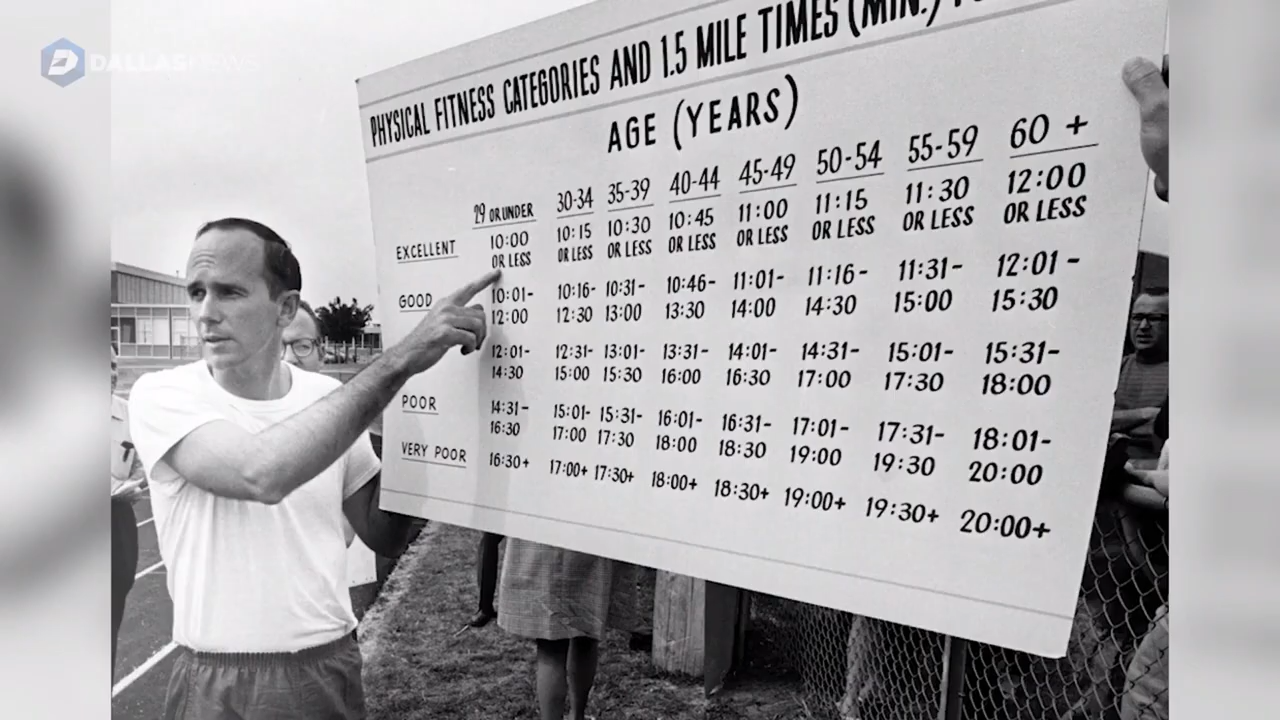 DALLAS NEWS
PHYSICAL FITNESS CATEGORIES AND 1.5 MILE TIMES (MIN.)
AGE (YEARS)
29 OR UNDER 30-34 35-39 40-44 45-49 50-54 55-59 60 +
EXCELLENT 10:00 10:15 10:30 10:45 11:00 11:15 11:30 12:00
OR LESS OR LESS OR LESS OR LESS OR LESS OR LESS OR LESS OR LESS
GOOD 10:01- 10:16- 10:31- 10:46- 11:01- 11:16- 11:31- 12:01-
12:00 12:30 13:00 13:30 14:00 14:30 15:00 15:30
12:01- 12:31- 13:01- 13:31- 14:01- 14:31- 15:01- 15:31-
14:30 15:00 15:30 16:00 16:30 17:00 17:30 18:00
POOR 14:31- 15:01- 15:31- 16:01- 16:31- 17:01- 17:31- 18:01-
16:30 17:00 17:30 18:00 18:30 19:00 19:30 20:00
VERY POOR 16:30+ 17:00+ 17:30+ 18:00+ 18:30+ 19:00+ 19:30+ 20:00+